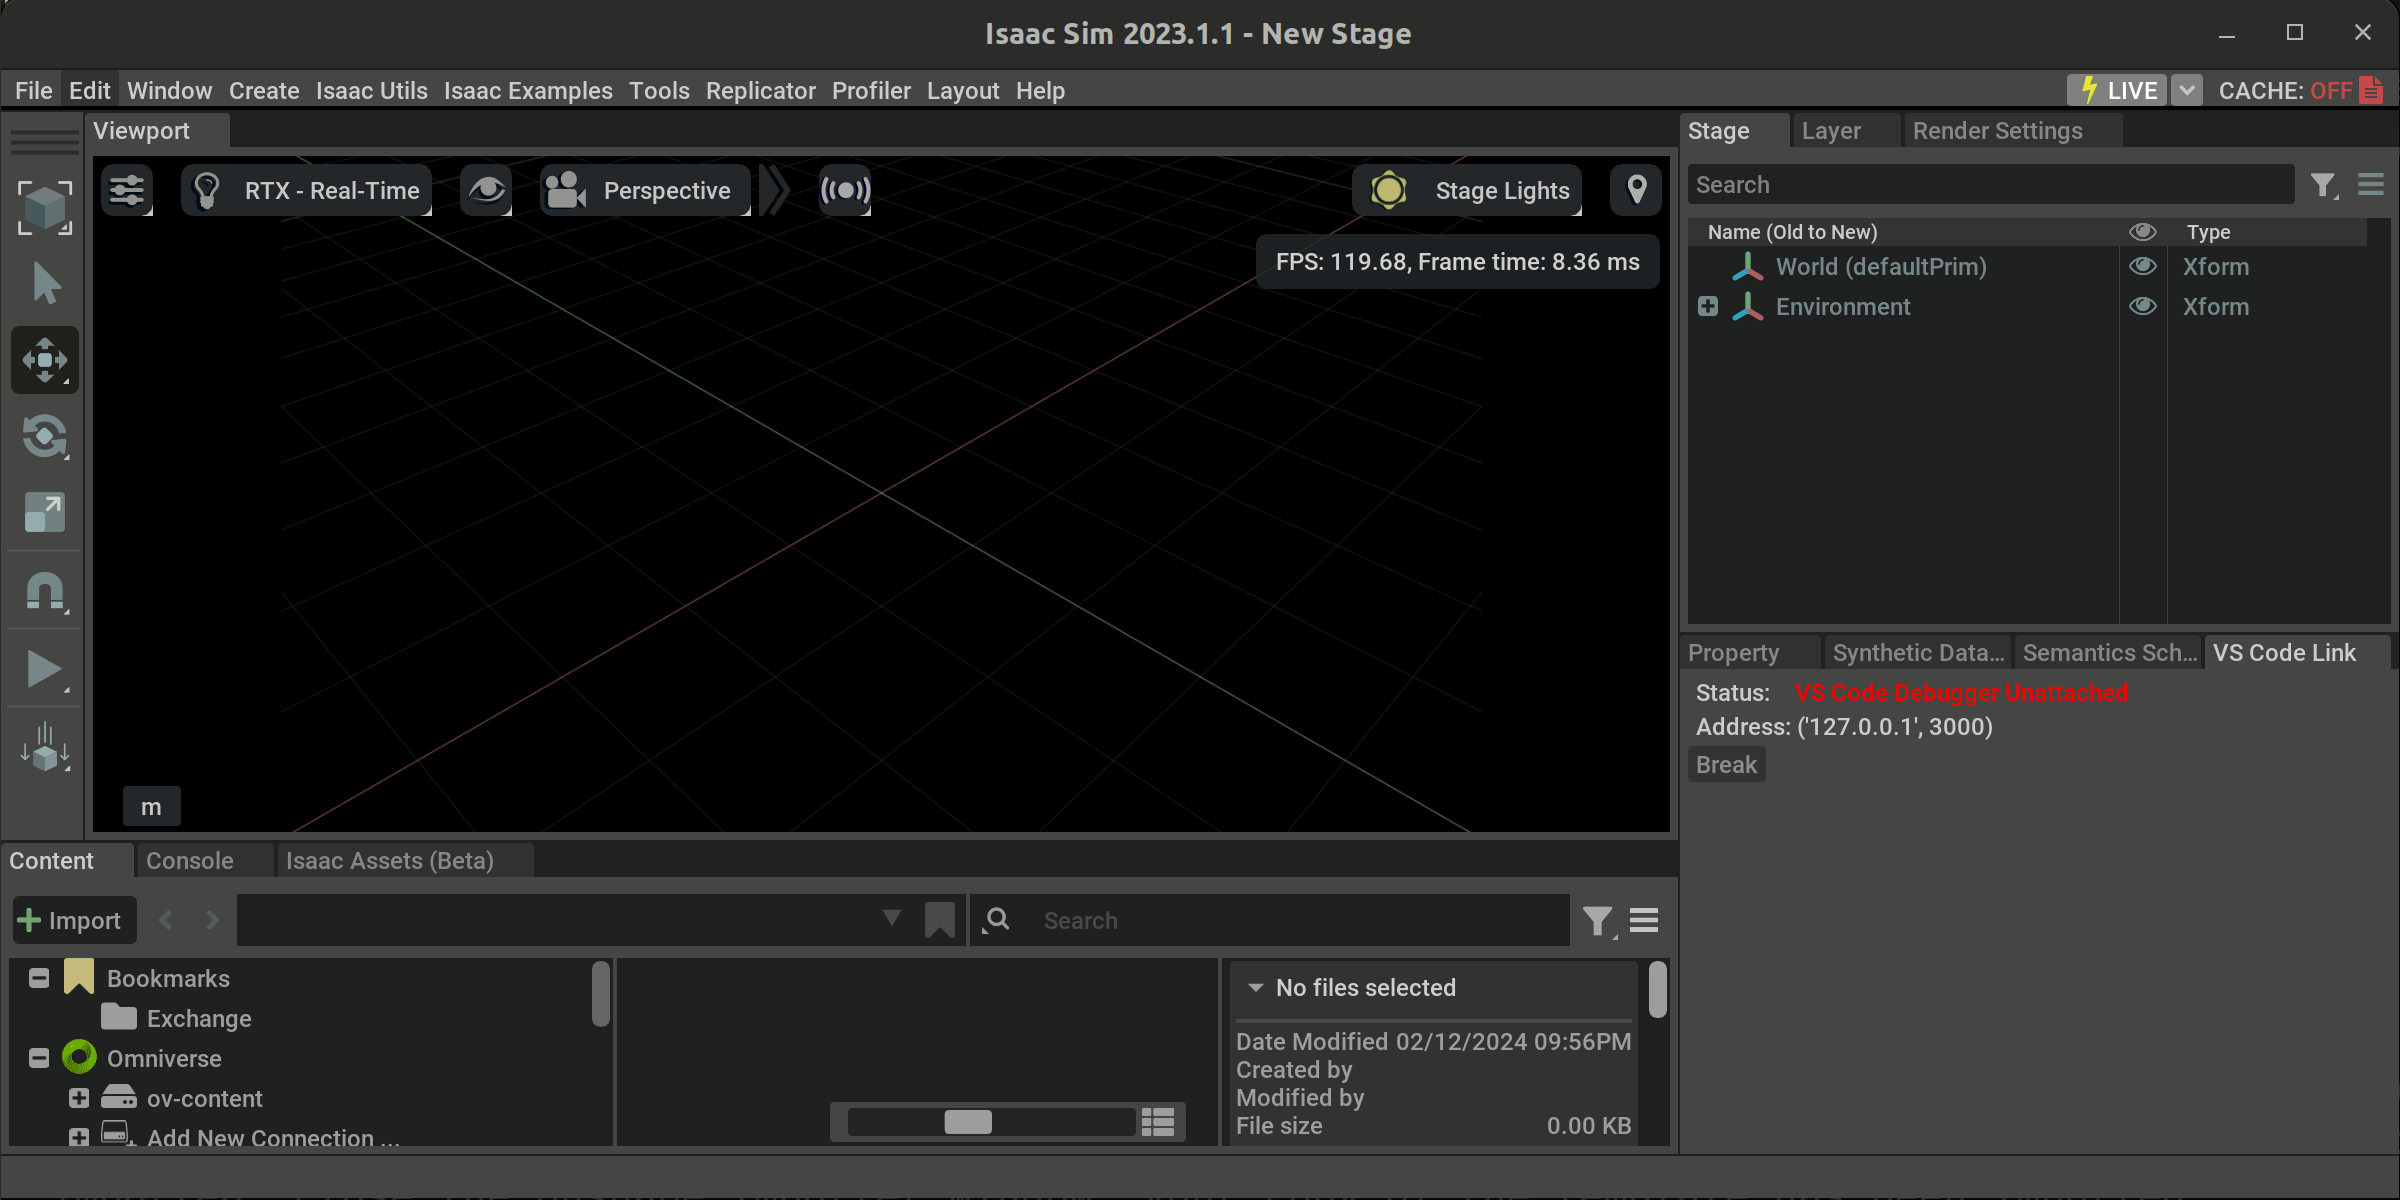 Isaac Sim 2023.1.1 - New Stage
File Edit Window Create Isaac Utils Isaac Examples Tools Replicator Profiler Layout Help
LIVE CACHE: OFF
Viewport
RTX - Real-Time Perspective Stage Lights
FPS: 119.68, Frame time: 8.36 ms
m
Stage Layer Render Settings
Search
Name (Old to New) Type
World (defaultPrim) Xform
Environment Xform
Property Synthetic Data... Semantics Sch... VS Code Link
Status: VS Code Debugger Unattached
Address: ('127.0.0.1', 3000)
Break
Content Console Isaac Assets (Beta)
Import Search
Bookmarks
Exchange
Omniverse
ov-content
Add New Connection ...
No files selected
Date Modified 02/12/2024 09:56PM
Created by
Modified by
File size 0.00 KB